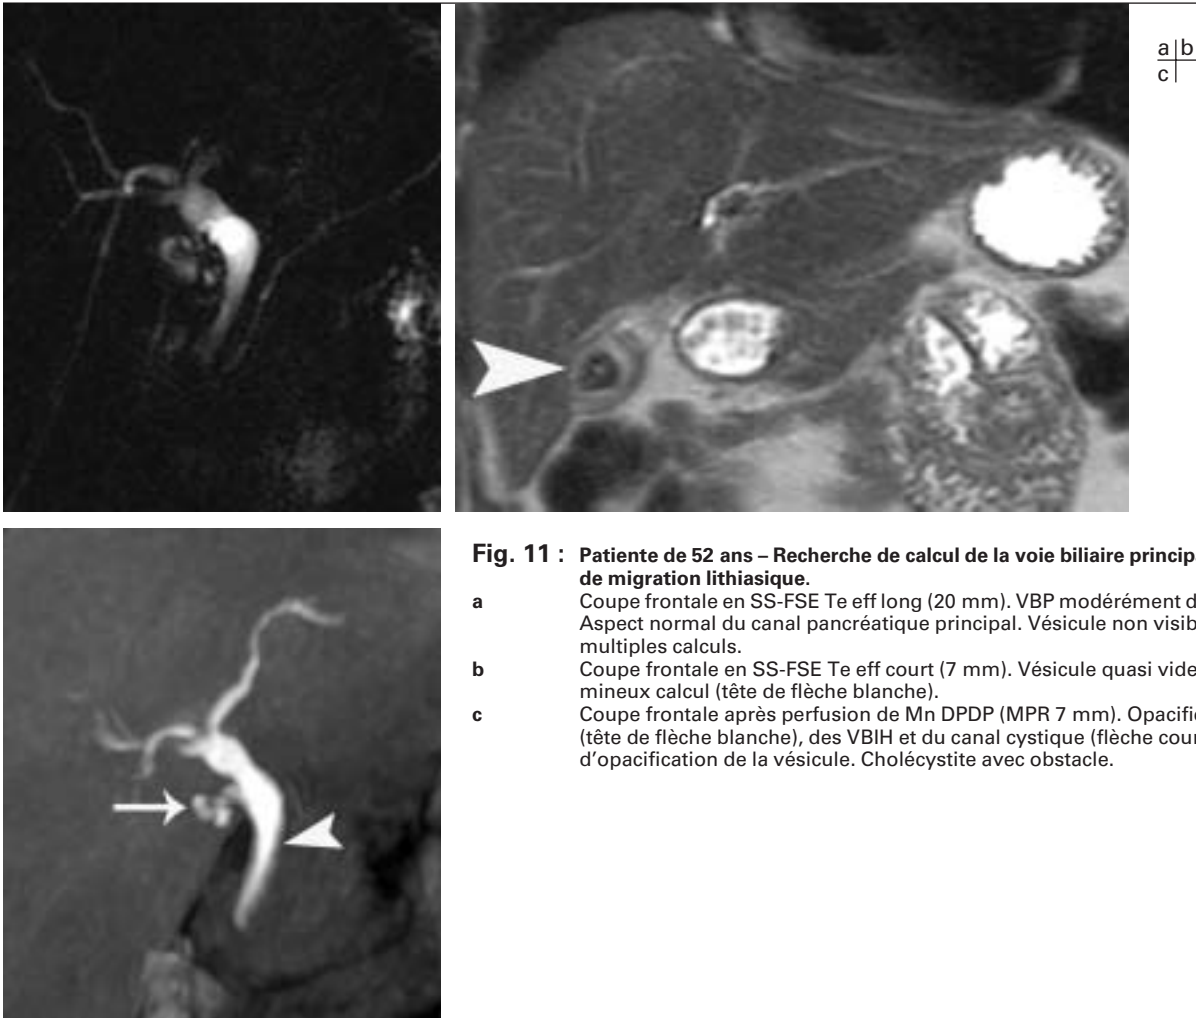 a b
c
Fig. 11 : Patiente de 52 ans – Recherche de calcul de la voie biliaire
de migration lithiasique.
a Coupe frontale en SS-FSE Te eff long (20 mm). VBP modérément
Aspect normal du canal pancréatique principal. Vésicule non
multiples calculs.
b Coupe frontale en SS-FSE Te eff court (7 mm). Vésicule quasi vide
mineux calcul (tête de flèche blanche).
c Coupe frontale après perfusion de Mn DPDP (MPR 7 mm).
(tête de flèche blanche), des VBIH et du canal cystique (flèche
d'opacification de la vésicule. Cholécystite avec obstacle.